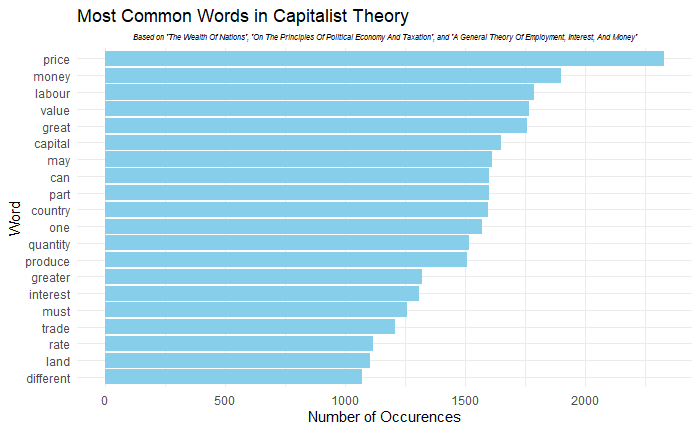 Most Common Words in Capitalist Theory
Based on "The Wealth Of Nations", "On The Principles Of Political Economy And Taxation", and "A General Theory Of Employment, Interest, And Money"
Word
price
money
labour
value
great
capital
may
can
part
country
one
quantity
produce
greater
interest
must
trade
rate
land
different
0 500 1000 1500 2000
Number of Occurences